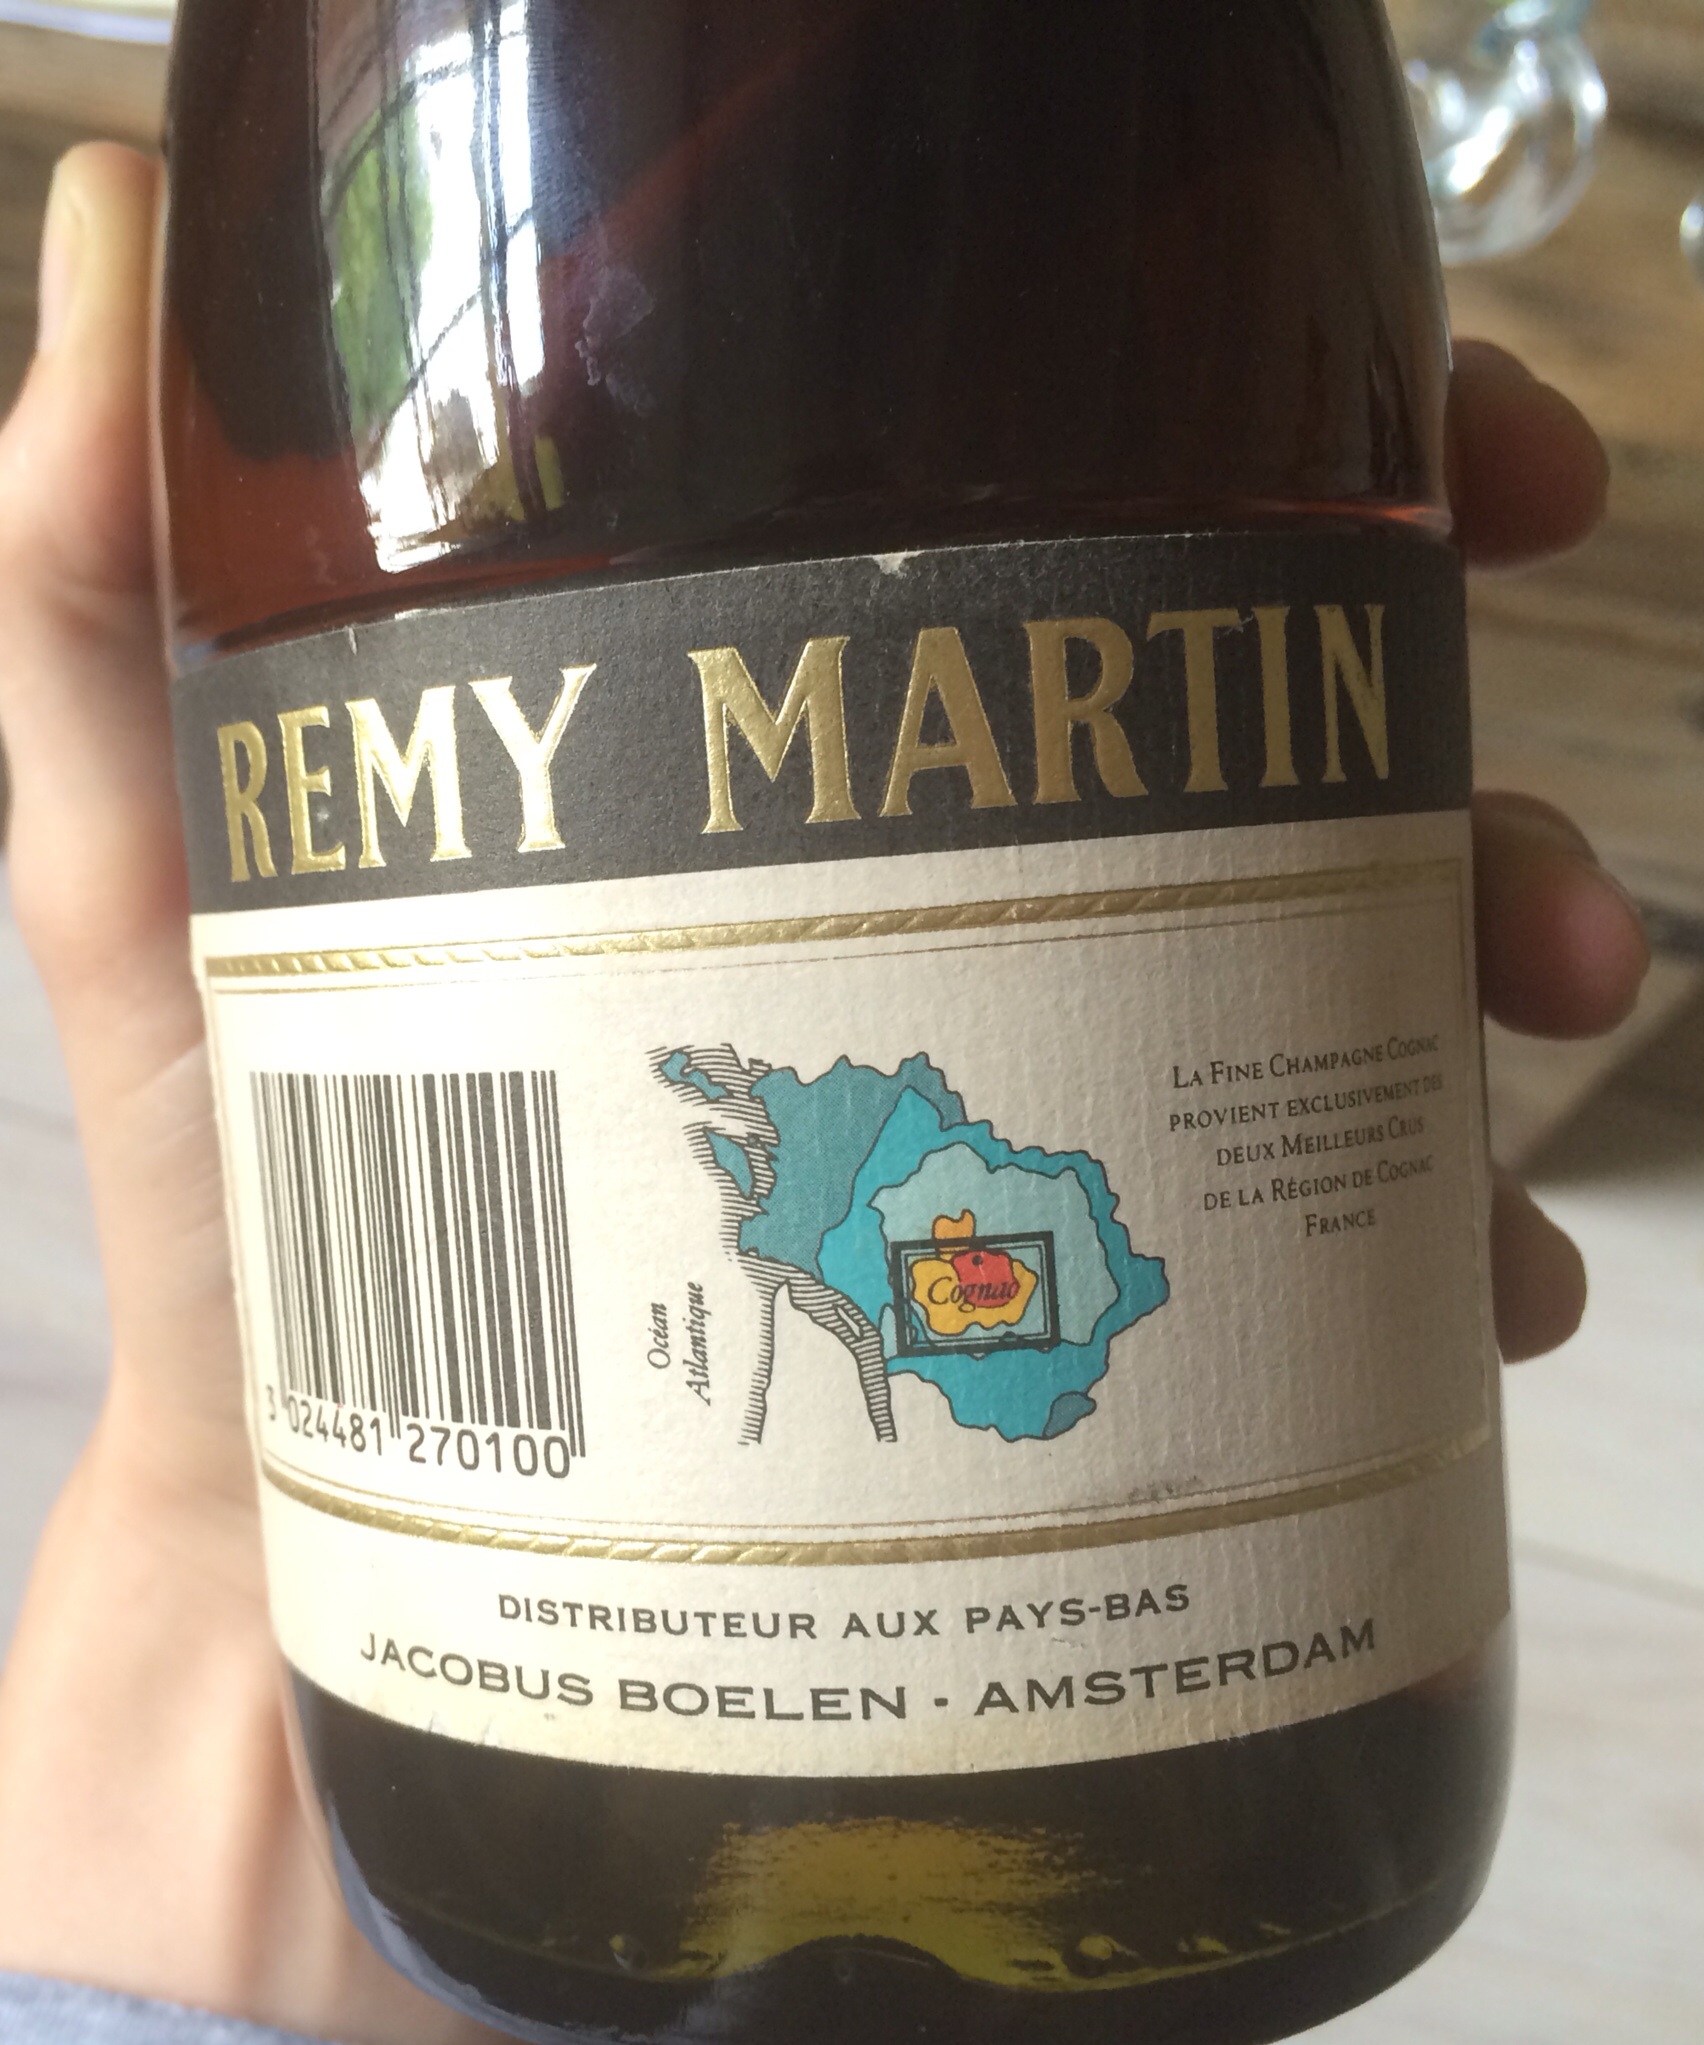 REMY MARTIN
3 024481 270100
Océan
Atlantique
Cognac
LA FINE CHAMPAGNE COGNAC
PROVIENT EXCLUSIVEMENT DES
DEUX MEILLEURS CRUS
DE LA RÉGION DE COGNAC
FRANCE
DISTRIBUTEUR AUX PAYS-BAS
JACOBUS BOELEN - AMSTERDAM